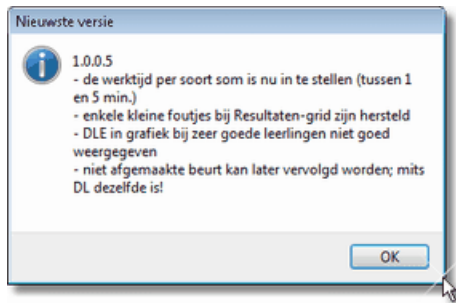 Nieuwste versie
1.0.0.5
- de werktijd per soort som is nu in te stellen (tussen 1
en 5 min.)
- enkele kleine foutjes bij Resultaten-grid zijn hersteld
- DLE in grafiek bij zeer goede leerlingen niet goed
weergegeven
- niet afgemaakte beurt kan later vervolgd worden; mits
DL dezelfde is!
OK